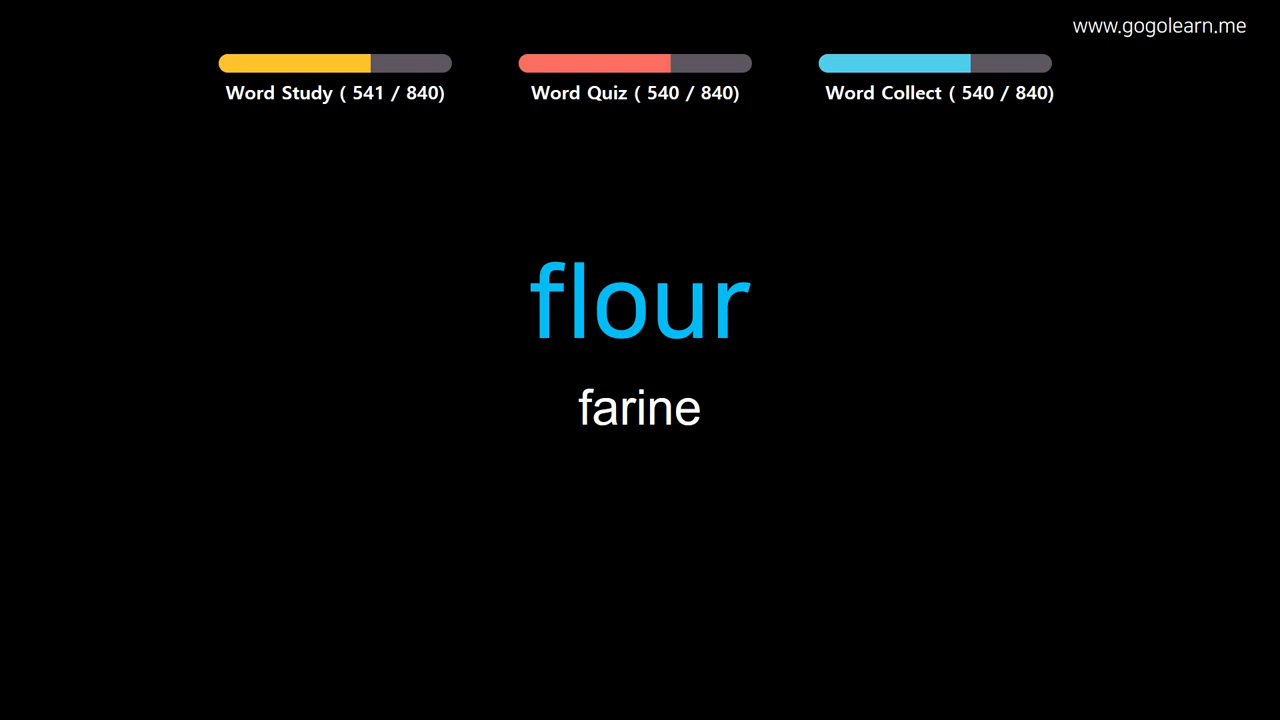 www.gogolearn.me
Word Study ( 541 / 840)
Word Quiz ( 540 / 840)
Word Collect ( 540 / 840)
flour
farine